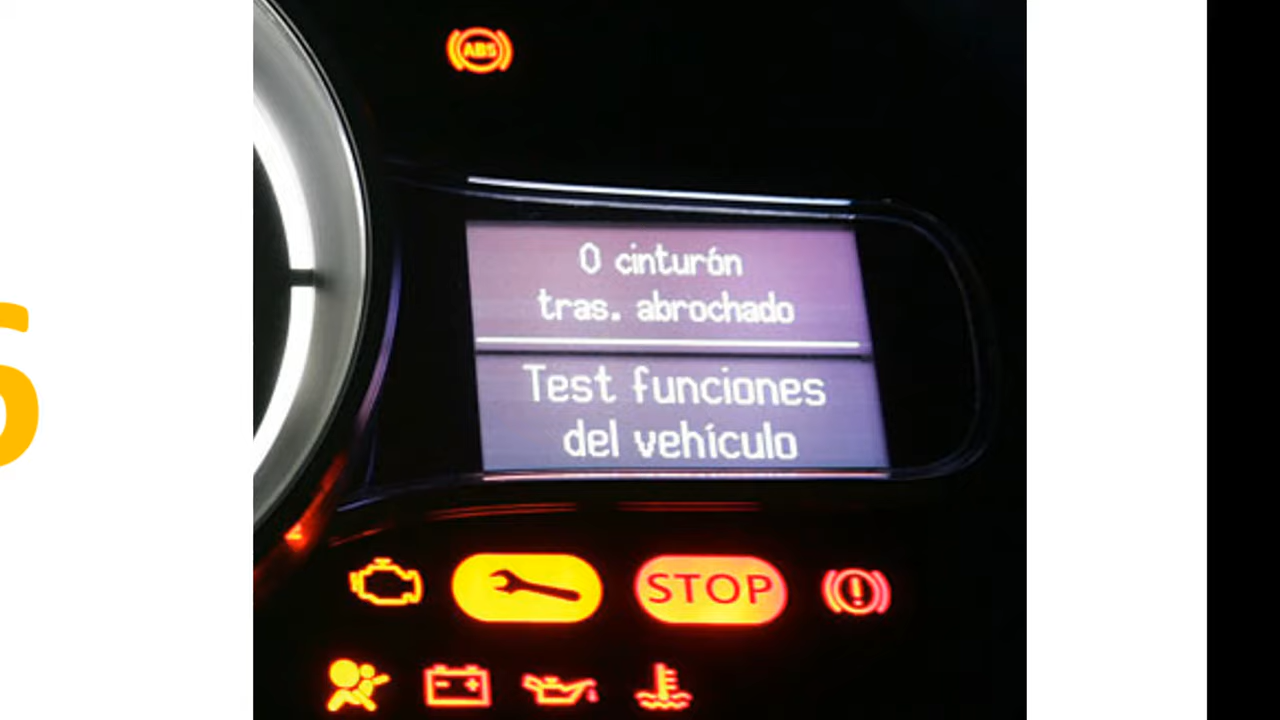 ABS
0 cinturón
tras. abrochado
Test funciones
del vehículo
STOP